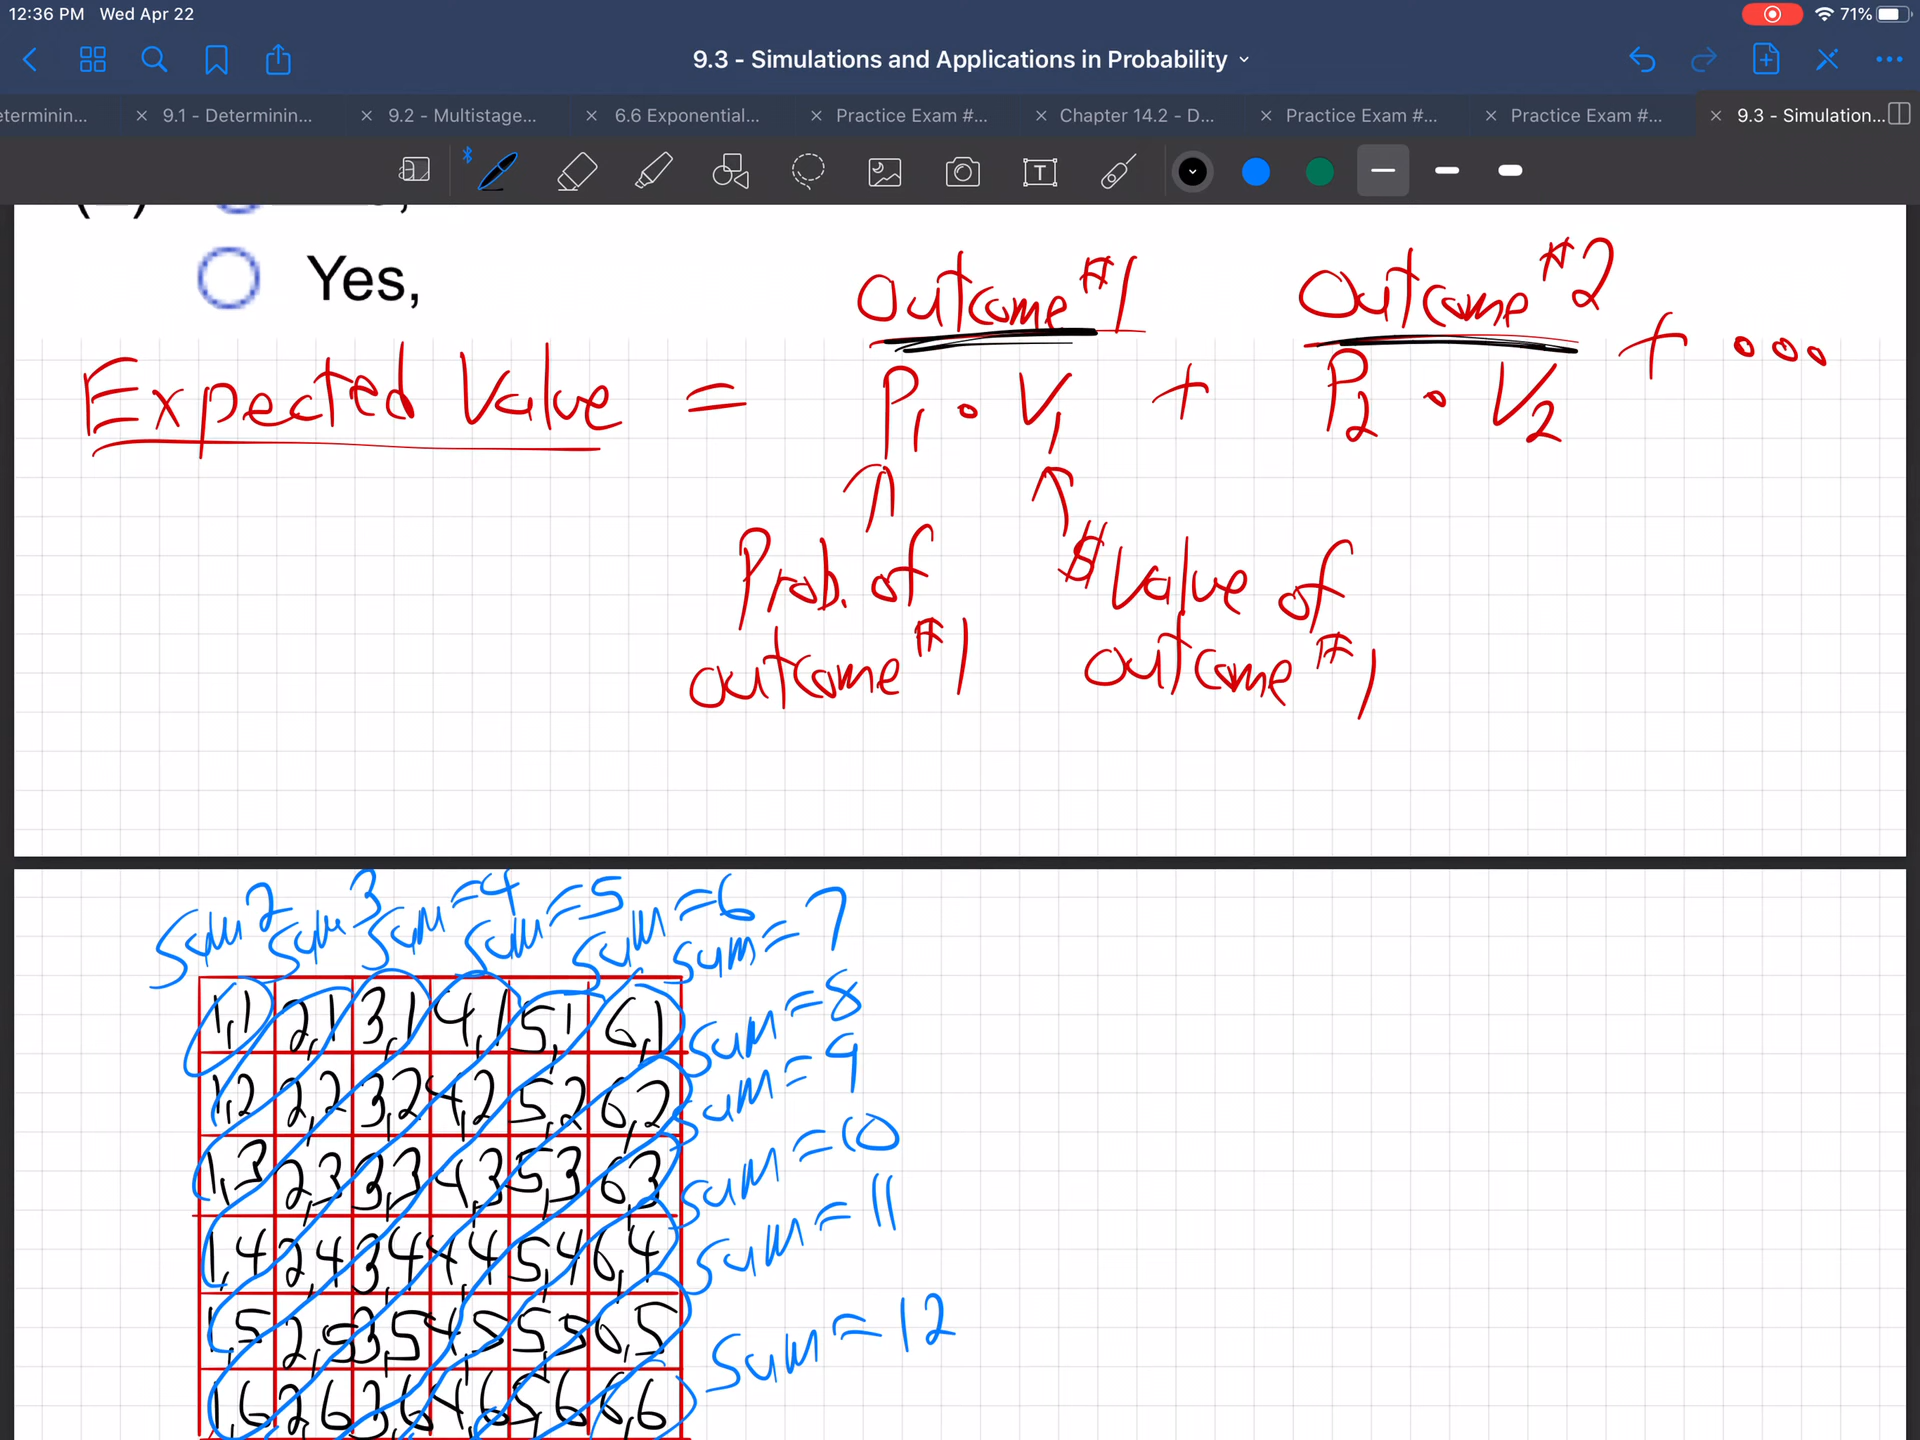 12:36 PM Wed Apr 22
71%
9.3 - Simulations and Applications in Probability
eterminin...
× 9.1 - Determinin...
× 9.2 - Multistage...
× 6.6 Exponential...
× Practice Exam #...
× Chapter 14.2 - D...
× Practice Exam #...
× Practice Exam #...
× 9.3 - Simulation...
T
Yes,
Outcome #1 Outcome #2
Expected Value = P1 • V1 + P2 • V2 + ...
Prob. of outcome #1
$ Value of outcome #1
Sum 2 Sum 3 Sum =4 Sum =5 Sum =6 Sum = 7
Sum = 8
Sum = 9
Sum = 10
Sum = 11
Sum = 12
1,1 2,1 3,1 4,1 5,1 6,1
1,2 2,2 3,2 4,2 5,2 6,2
1,3 2,3 3,3 4,3 5,3 6,3
1,4 2,4 3,4 4,4 5,4 6,4
1,5 2,5 3,5 4,5 5,5 6,5
1,6 2,6 3,6 4,6 5,6 6,6